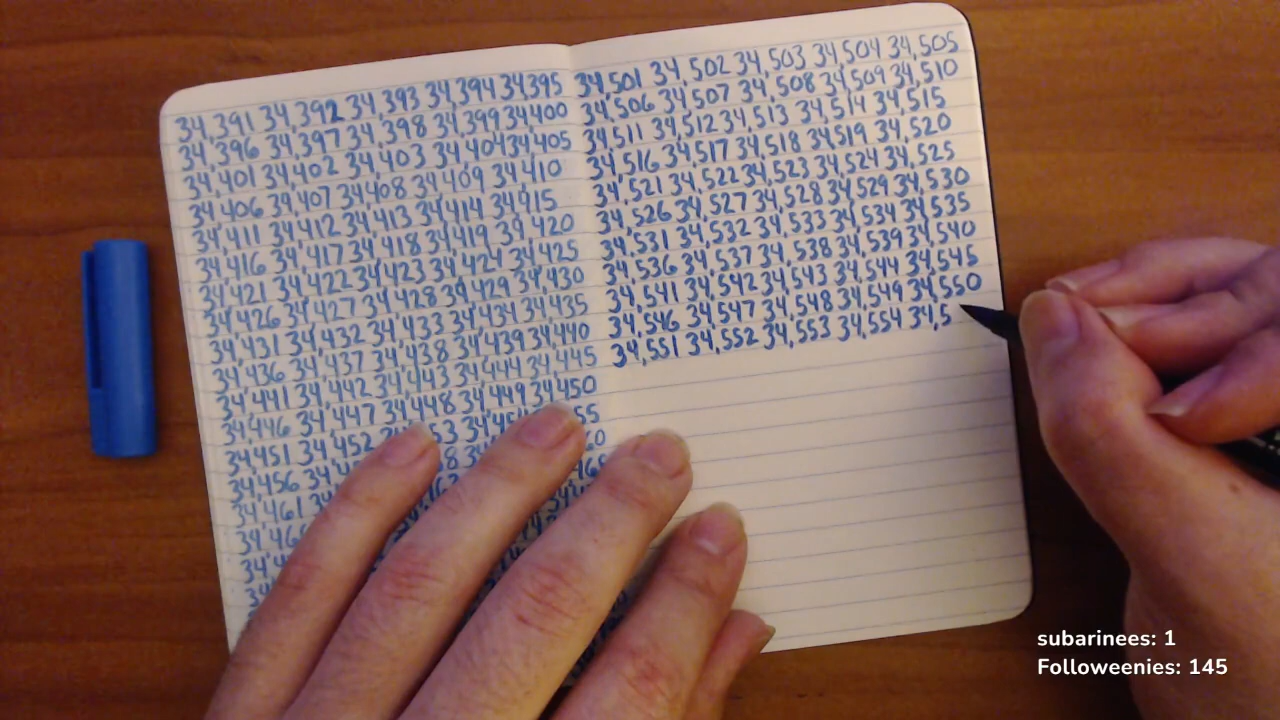 34,391 34,392 34,393 34,394 34,395
34,396 34,397 34,398 34,399 34,400
34,401 34,402 34,403 34,404 34,405
34,406 34,407 34,408 34,409 34,410
34,411 34,412 34,413 34,414 34,415
34,416 34,417 34,418 34,419 34,420
34,421 34,422 34,423 34,424 34,425
34,426 34,427 34,428 34,429 34,430
34,431 34,432 34,433 34,434 34,435
34,436 34,437 34,438 34,439 34,440
34,441 34,442 34,443 34,444 34,445
34,446 34,447 34,448 34,449 34,450
34,451 34,452
34,456
34,461
34,501 34,502 34,503 34,504 34,505
34,506 34,507 34,508 34,509 34,510
34,511 34,512 34,513 34,514 34,515
34,516 34,517 34,518 34,519 34,520
34,521 34,522 34,523 34,524 34,525
34,526 34,527 34,528 34,529 34,530
34,531 34,532 34,533 34,534 34,535
34,536 34,537 34,538 34,539 34,540
34,541 34,542 34,543 34,544 34,545
34,546 34,547 34,548 34,549 34,550
34,551 34,552 34,553 34,554 34,5
subarinees: 1
Followeenies: 145